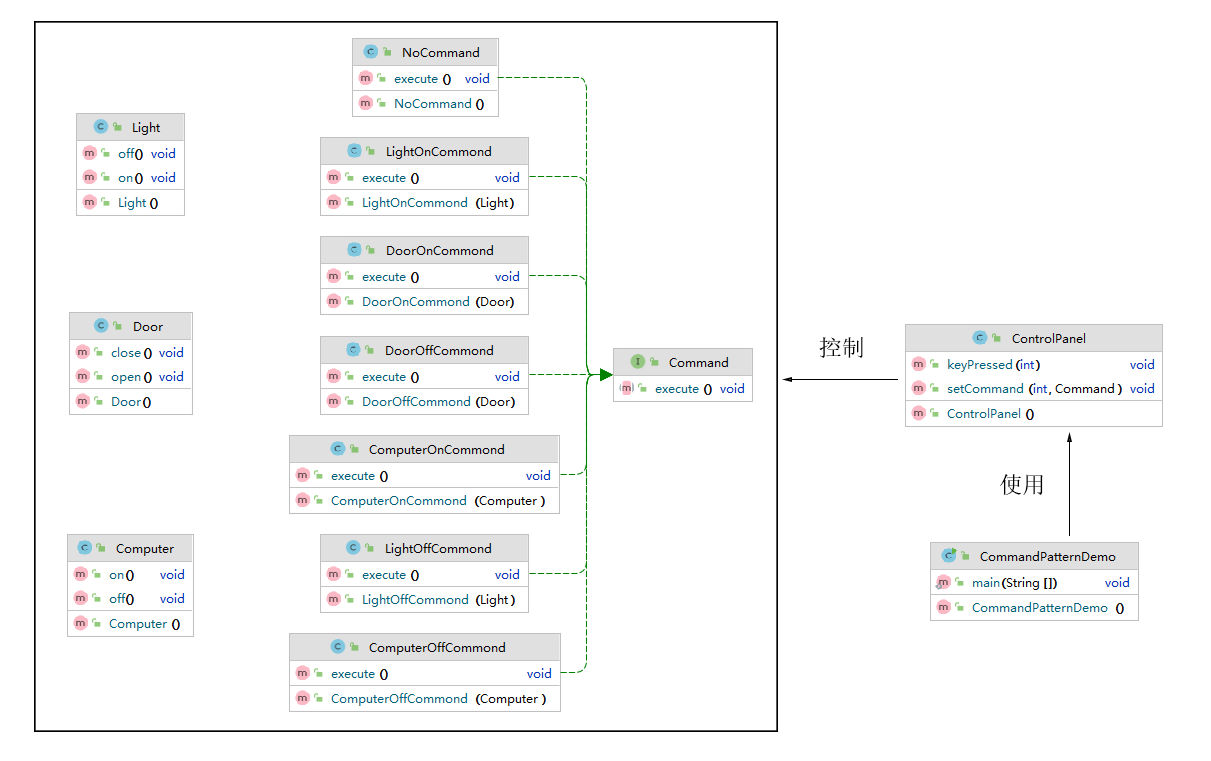 NoCommand
execute () void
NoCommand ()
Light
off() void
on() void
Light ()
LightOnCommond
execute () void
LightOnCommond (Light)
DoorOnCommond
execute () void
DoorOnCommond (Door)
Door
close () void
open () void
Door()
DoorOffCommond
execute () void
DoorOffCommond (Door)
Command
execute () void
控制
ControlPanel
keyPressed (int) void
setCommand (int, Command ) void
ControlPanel ()
使用
ComputerOnCommond
execute () void
ComputerOnCommond (Computer )
Computer
on() void
off() void
Computer ()
LightOffCommond
execute () void
LightOffCommond (Light )
CommandPatternDemo
main(String []) void
CommandPatternDemo ()
ComputerOffCommond
execute () void
ComputerOffCommond (Computer )